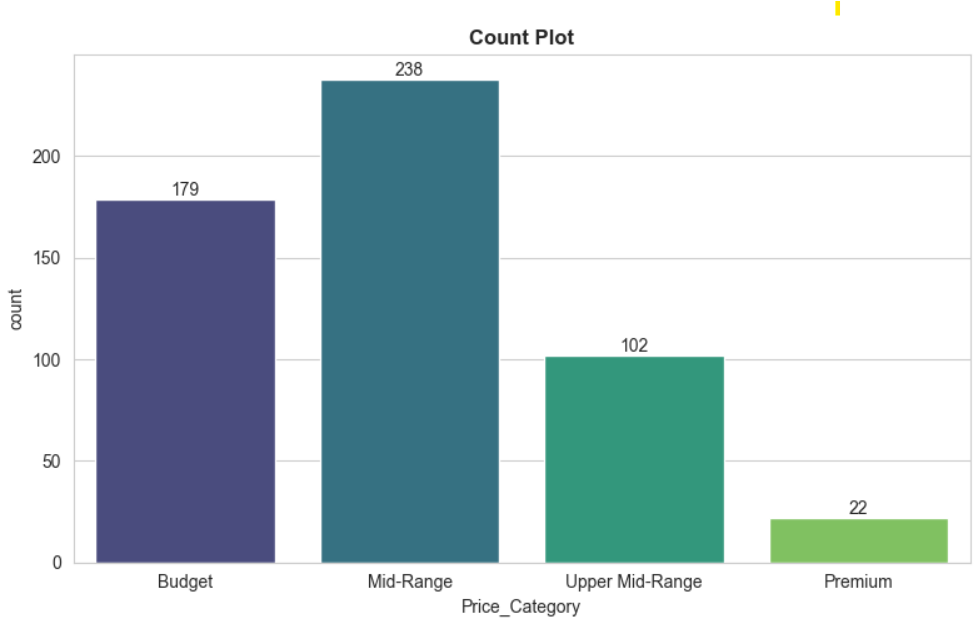 Count Plot
238
200
179
150
count
102
100
50
22
0
Budget Mid-Range Upper Mid-Range Premium
Price_Category